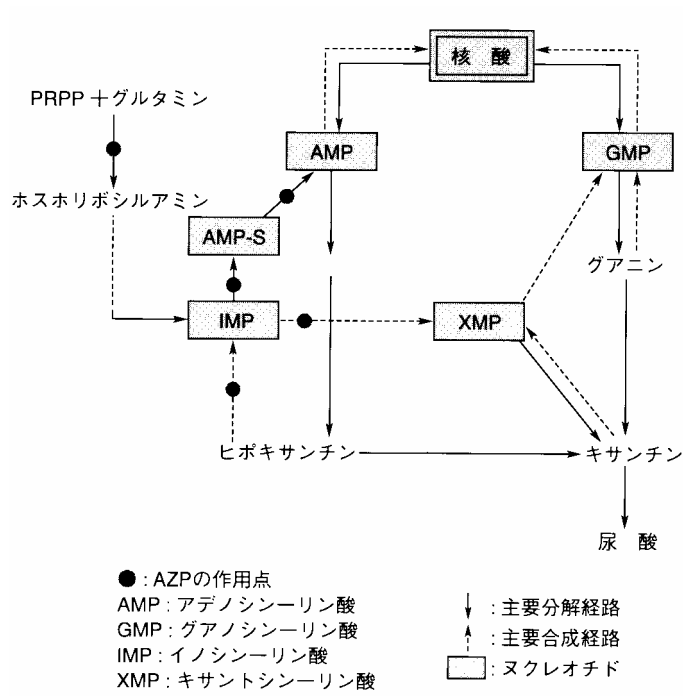 核 酸
PRPP+グルタミン
AMP
GMP
ホスホリボシルアミン
AMP-S
グアニン
IMP
XMP
ヒポキサンチン
キサンチン
尿 酸
●:AZPの作用点
AMP:アデノシン一リン酸
GMP:グアノシン一リン酸
IMP:イノシン一リン酸
XMP:キサントシン一リン酸
:主要分解経路
:主要合成経路
:ヌクレオチド